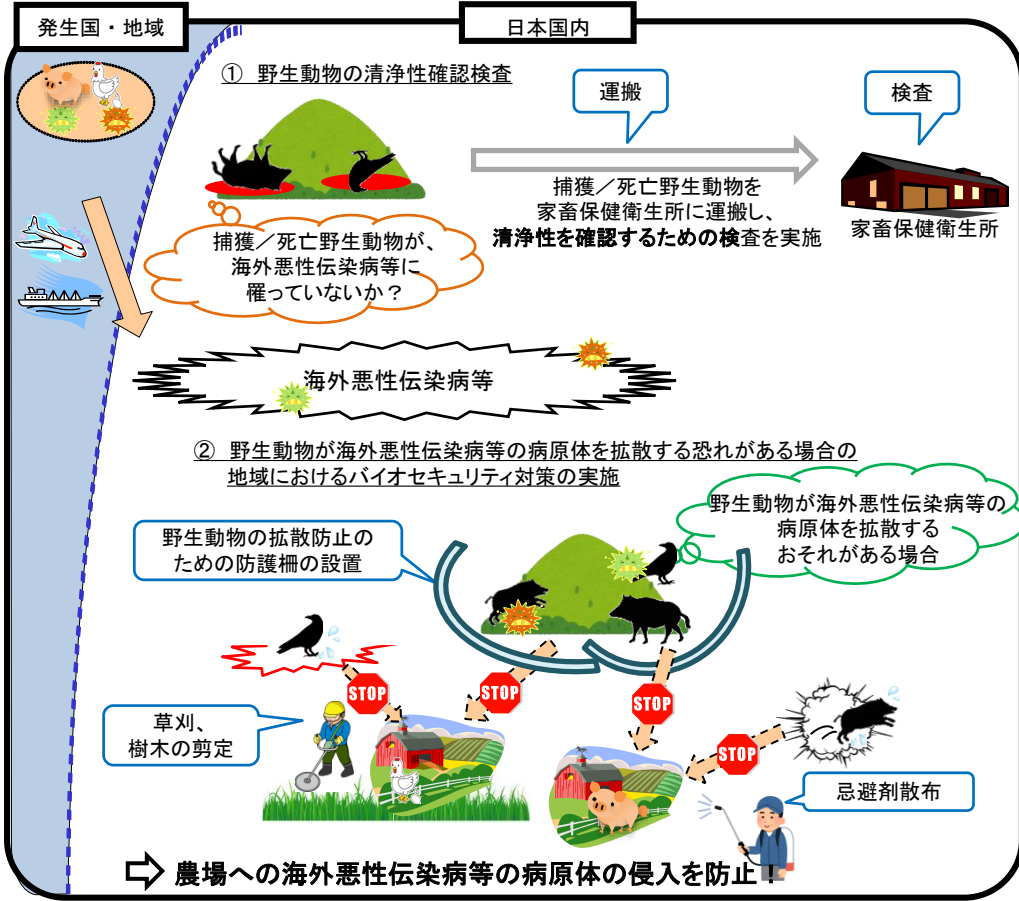 発生国・地域
日本国内
① 野生動物の清浄性確認検査
運搬
検査
捕獲／死亡野生動物を
家畜保健衛生所に運搬し、
清浄性を確認するための検査を実施
家畜保健衛生所
捕獲／死亡野生動物が、
海外悪性伝染病等に
罹っていないか？
海外悪性伝染病等
② 野生動物が海外悪性伝染病等の病原体を拡散する恐れがある場合の
地域におけるバイオセキュリティ対策の実施
野生動物が海外悪性伝染病等の
病原体を拡散する
おそれがある場合
野生動物の拡散防止の
ための防護柵の設置
STOP
STOP
STOP
STOP
草刈、
樹木の剪定
忌避剤散布
農場への海外悪性伝染病等の病原体の侵入を防止！